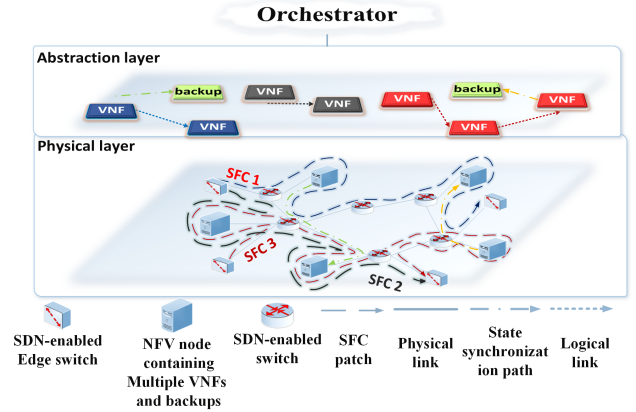 Orchestrator
Abstraction layer
VNF
backup
VNF
VNF
VNF
VNF
backup
VNF
VNF
Physical layer
SFC 1
SFC 3
SFC 2
SDN-enabled
Edge switch
NFV node
containing
Multiple VNFs
and backups
SDN-enabled
switch
SFC
patch
Physical
link
State
synchronizat
ion path
Logical
link